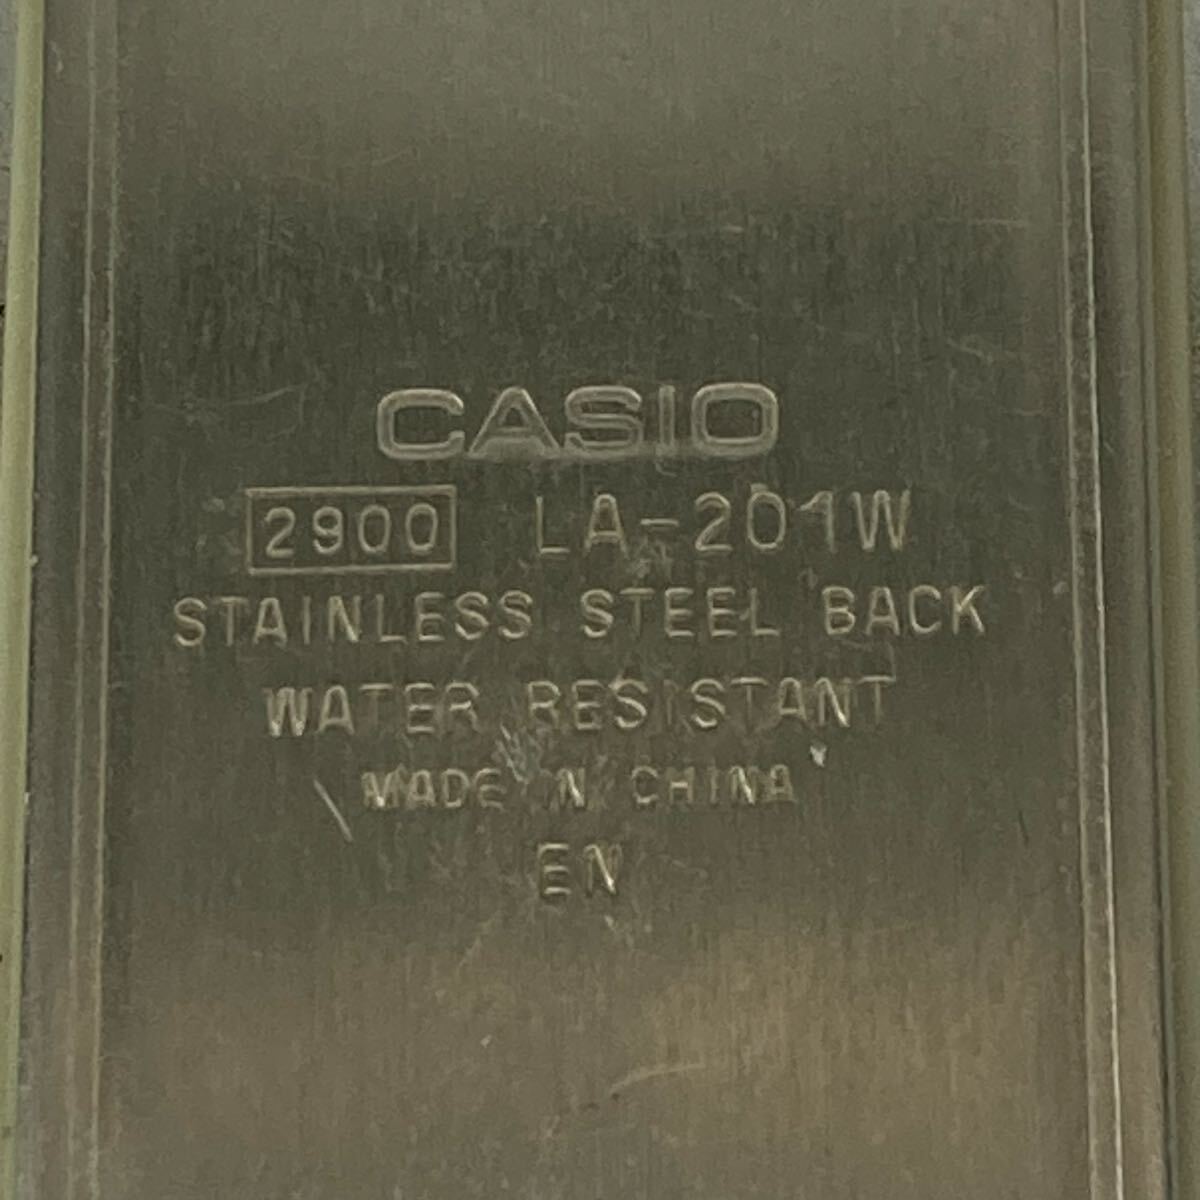 CASIO
2900 LA-201W
STAINLESS STEEL BACK
WATER RESISTANT
MADE IN CHINA
EN